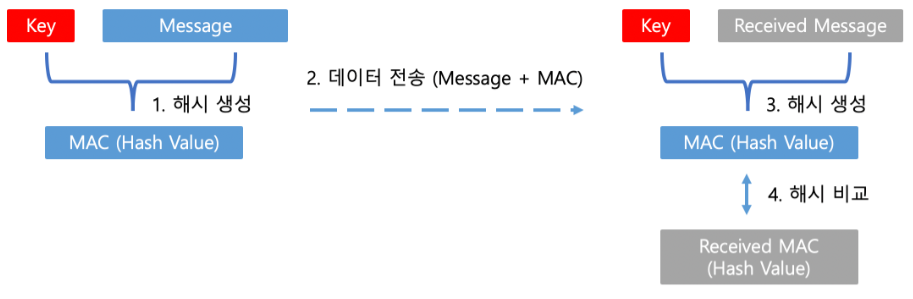 Key
Message
1. 해시 생성
MAC (Hash Value)
2. 데이터 전송 (Message + MAC)
Key
Received Message
3. 해시 생성
MAC (Hash Value)
4. 해시 비교
Received MAC
(Hash Value)